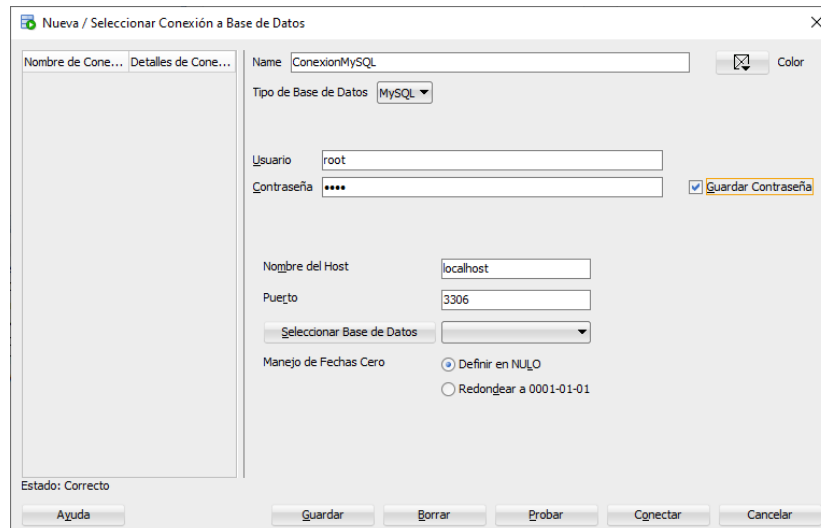 Nueva / Seleccionar Conexión a Base de Datos
Nombre de Cone... Detalles de Cone...
Name ConexionMySQL Color
Tipo de Base de Datos MySQL
Usuario root
Contraseña •••• Guardar Contraseña
Nombre del Host localhost
Puerto 3306
Seleccionar Base de Datos
Manejo de Fechas Cero Definir en NULO
Redondear a 0001-01-01
Estado: Correcto
Ayuda Guardar Borrar Probar Conectar Cancelar